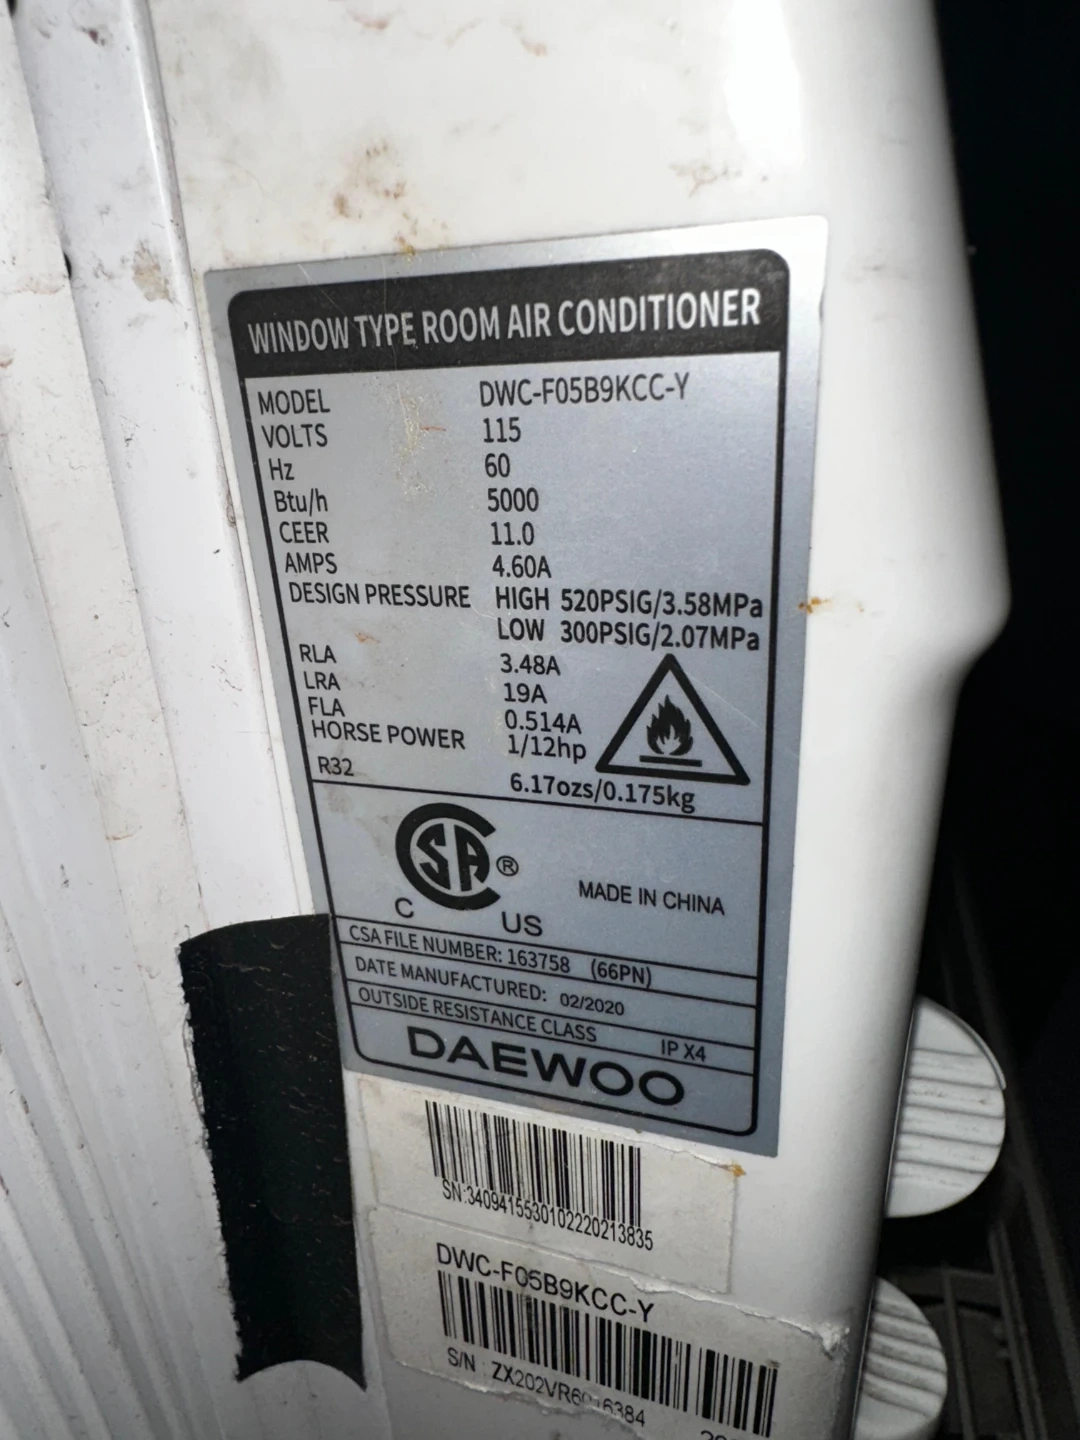 WINDOW TYPE ROOM AIR CONDITIONER
MODEL DWC-F05B9KCC-Y
VOLTS 115
Hz 60
Btu/h 5000
CEER 11.0
AMPS 4.60A
DESIGN PRESSURE HIGH 520PSIG/3.58MPa
LOW 300PSIG/2.07MPa
RLA 3.48A
LRA 19A
FLA 0.514A
HORSE POWER 1/12hp
R32 6.17ozs/0.175kg
CSA ®
C US
MADE IN CHINA
CSA FILE NUMBER: 163758 (66PN)
DATE MANUFACTURED: 02/2020
OUTSIDE RESISTANCE CLASS IP X4
DAEWOO
SN:3409415530102220213835
DWC-F05B9KCC-Y
S/N :